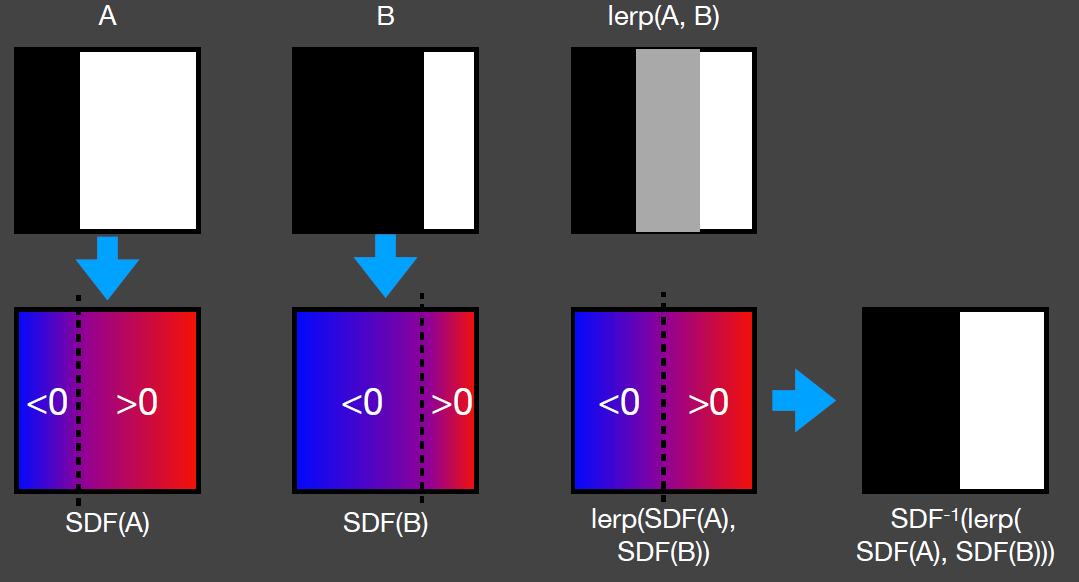 A
B
lerp(A, B)
<0
>0
<0
>0
<0
>0
SDF(A)
SDF(B)
lerp(SDF(A),
SDF(B))
SDF-1(lerp(
SDF(A), SDF(B)))